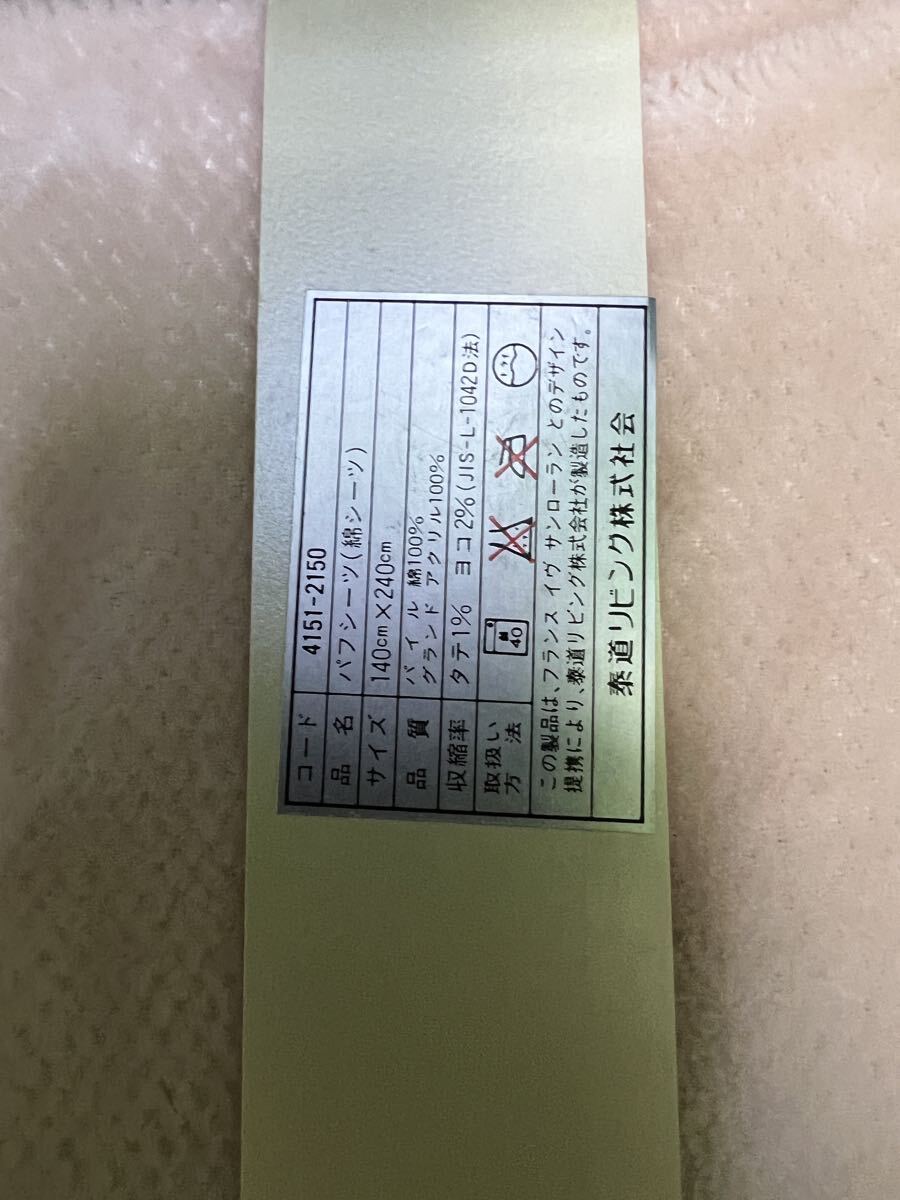 コード 4151-2150
品名 パフシーツ(綿シーツ)
サイズ 140cm×240cm
品質 パイル 綿100%
グランド アクリル100%
収縮率 タテ1% ヨコ2%(JIS-L-1042D法)
取扱い方法 40
この製品は、フランス イヴ サンローラン とのデザイン
提携により、泰道リビング株式会社が製造したものです。
泰道リビング株式会社